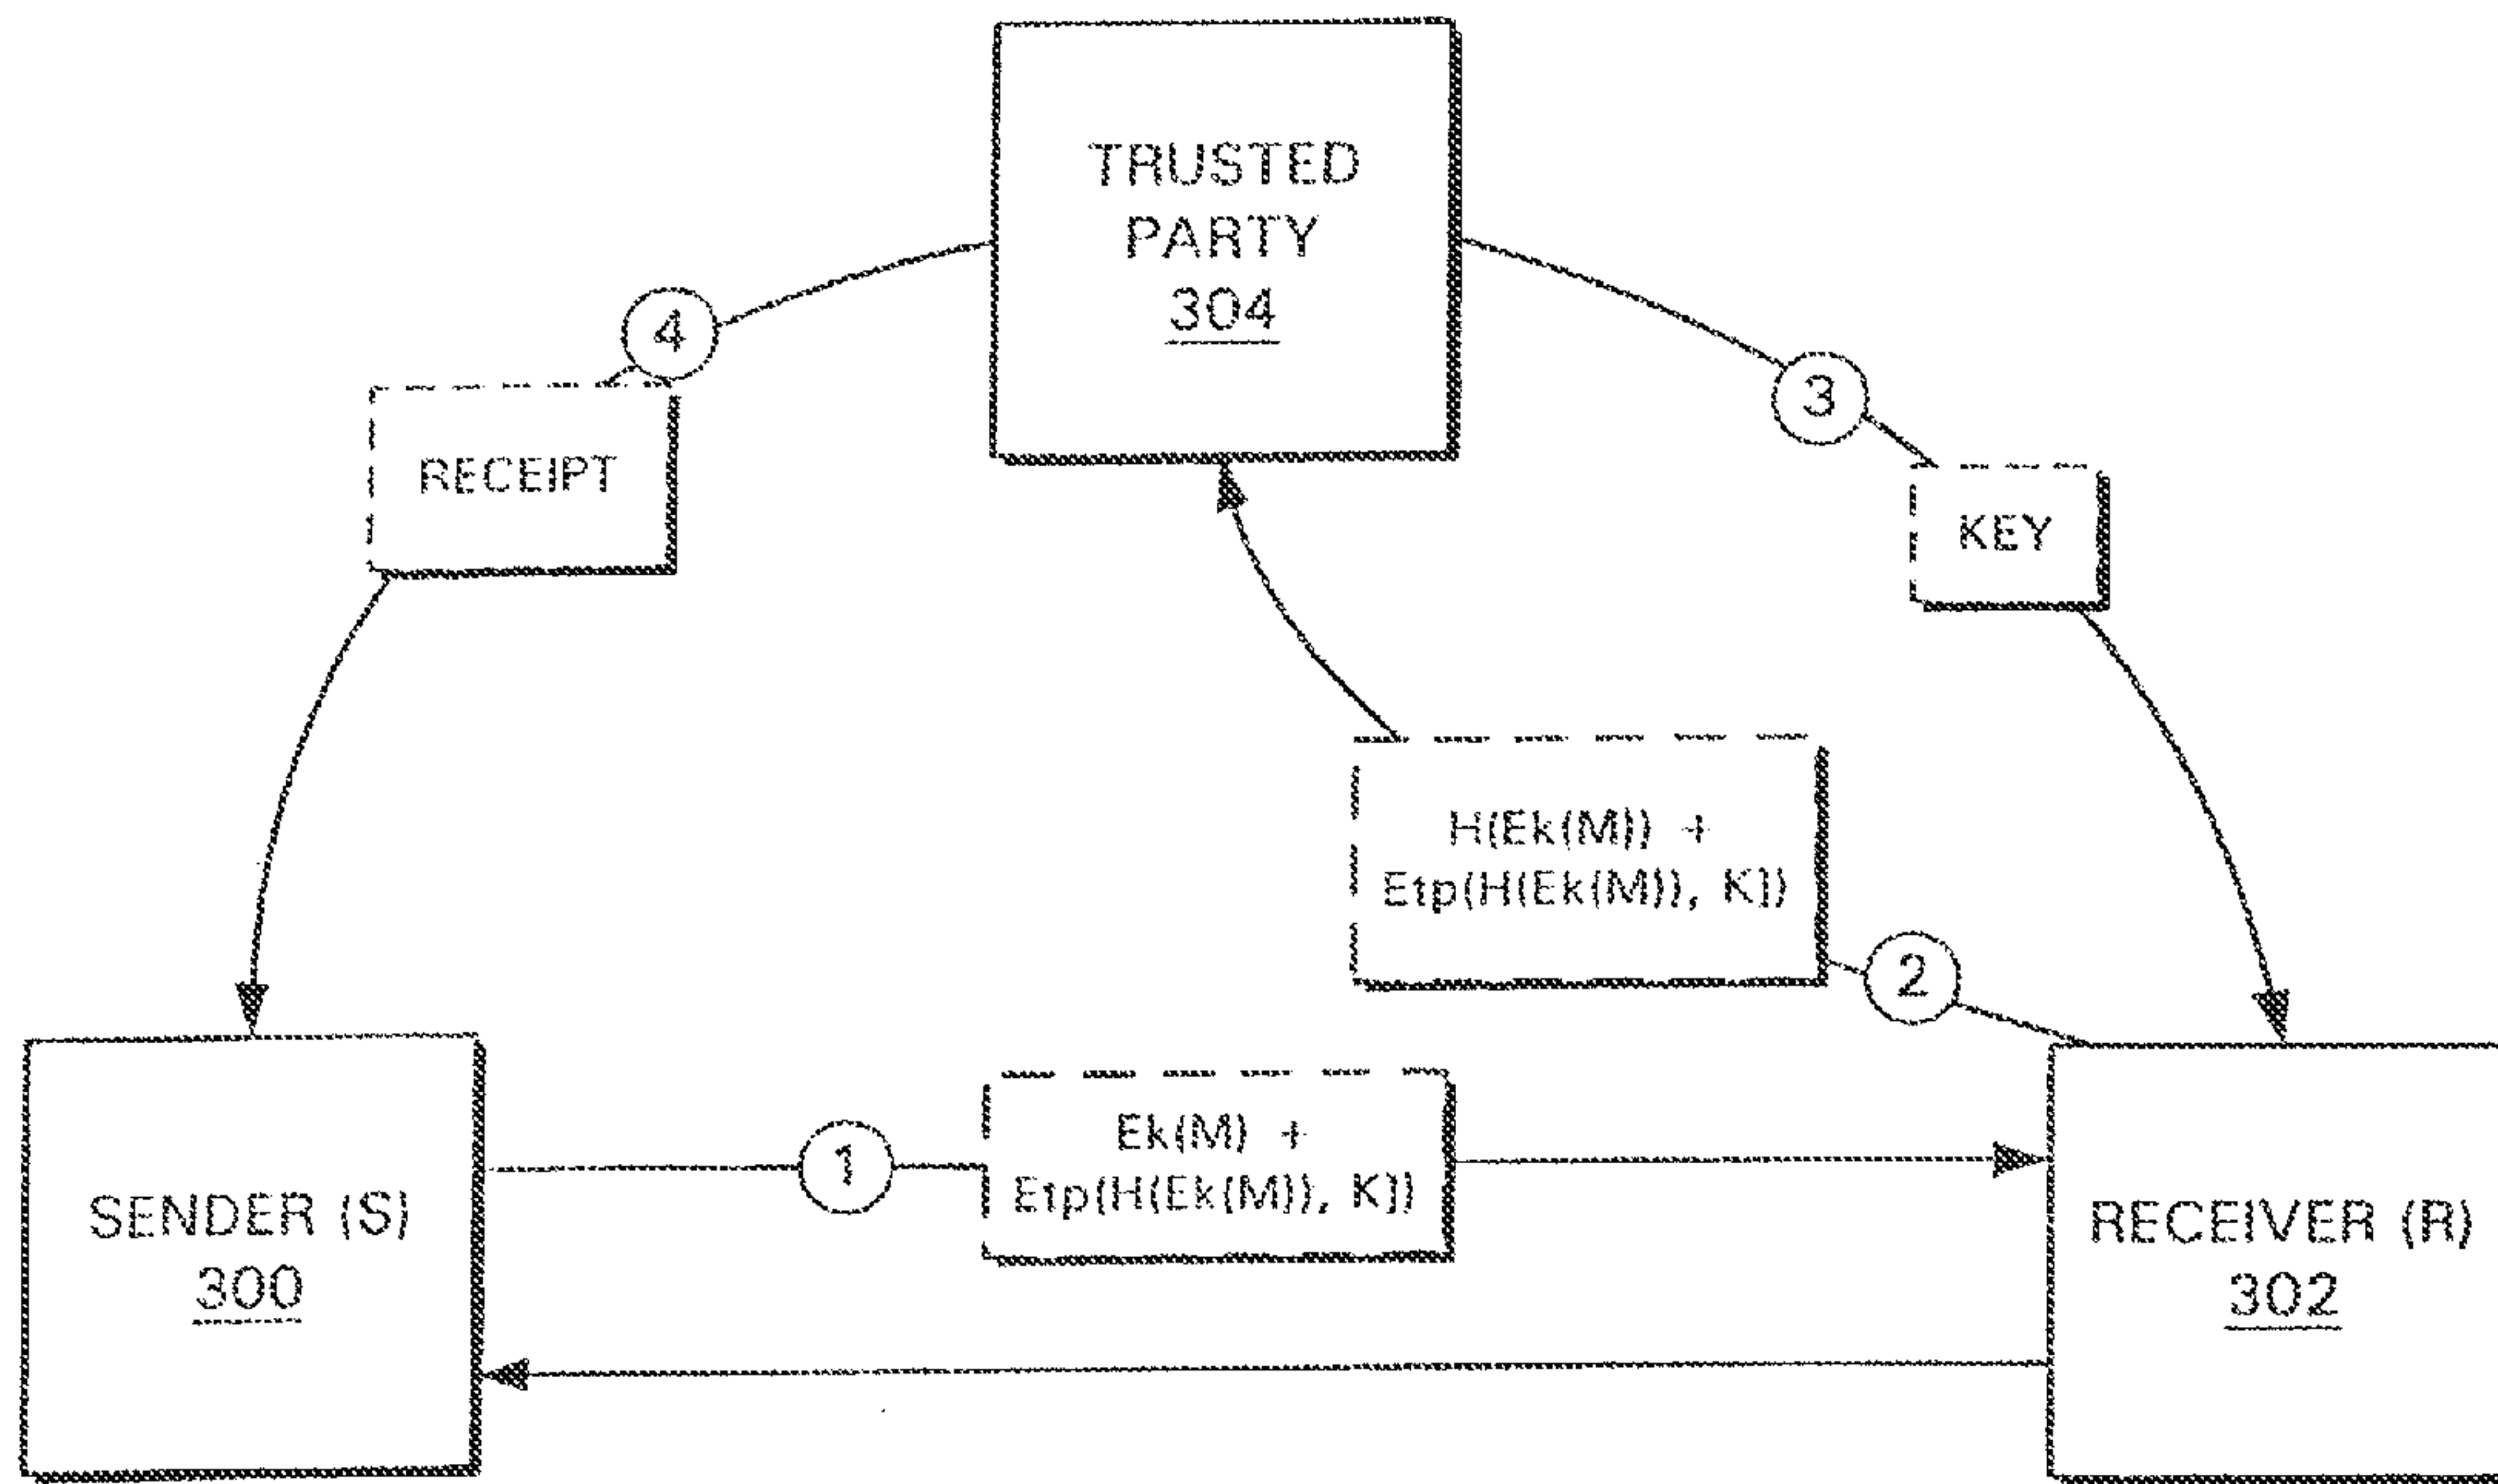 TRUSTED
PARTY
304
4
3
RECEIPT
KEY
H(Ek(M)) +
Etp(H(Ek(M)), K))
2
Ek(M) +
Etp(H(Ek(M)), K))
1
SENDER (S)
300
RECEIVER (R)
302